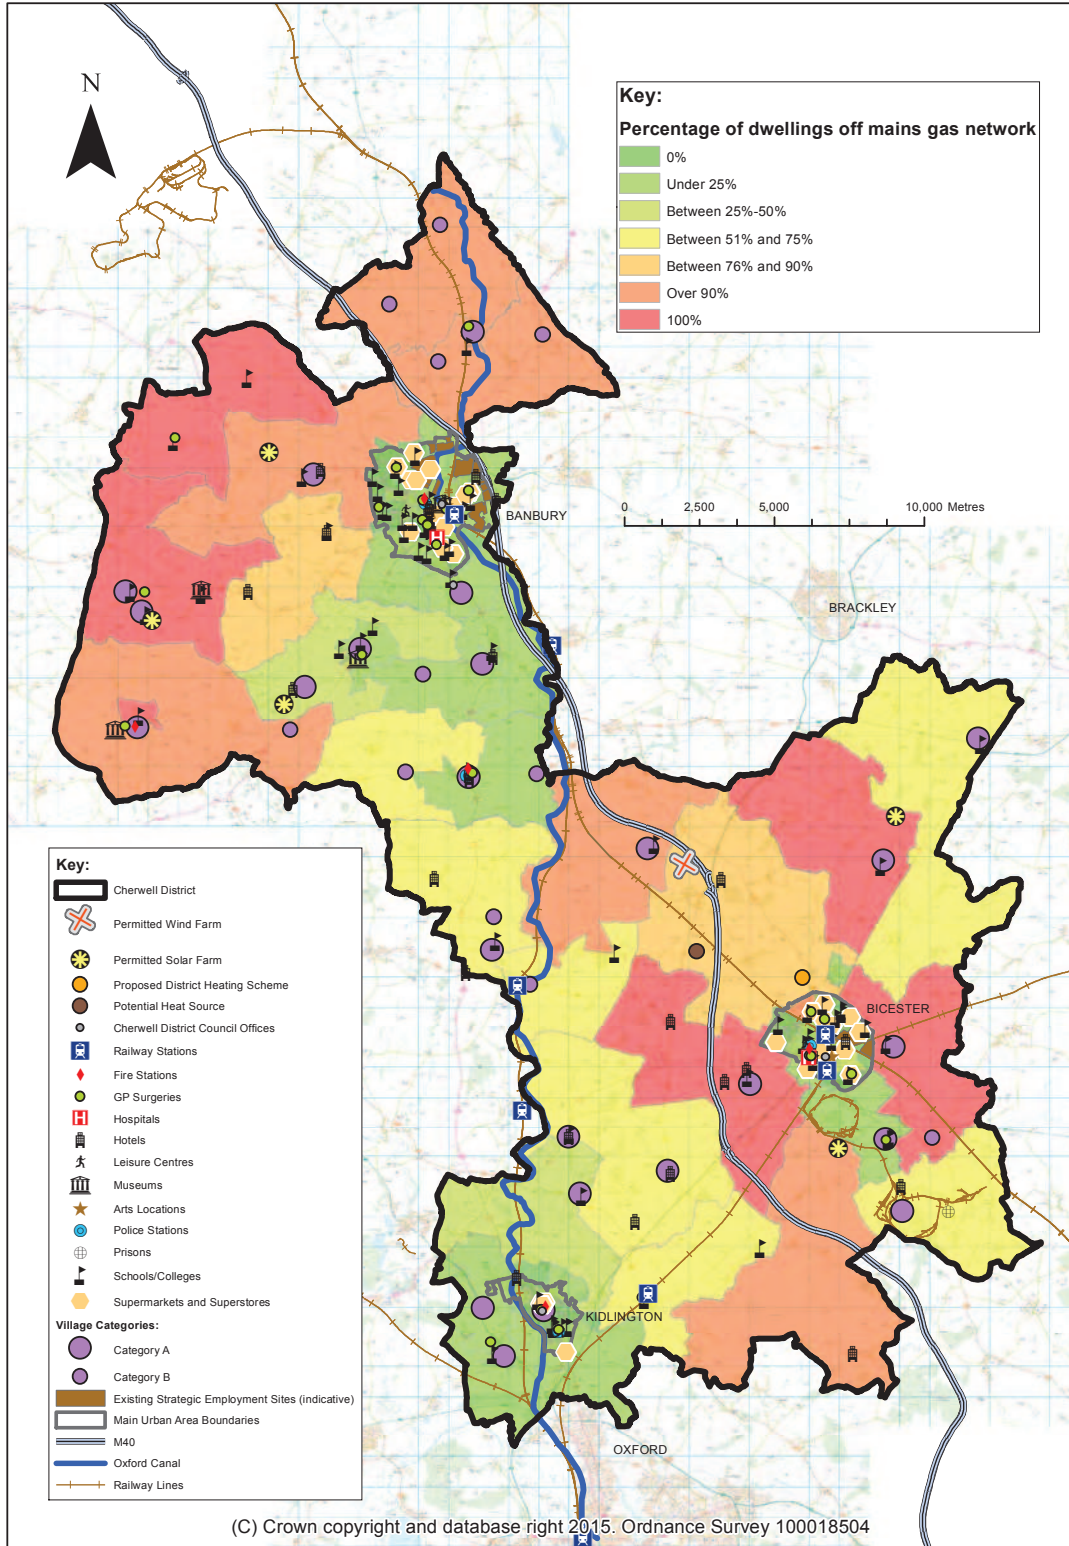 N
Key:
Percentage of dwellings off mains gas network
0%
Under 25%
Between 25%-50%
Between 51% and 75%
Between 76% and 90%
Over 90%
100%
0 2,500 5,000 10,000 Metres
BANBURY
BRACKLEY
BICESTER
KIDLINGTON
OXFORD
Key:
Cherwell District
Permitted Wind Farm
Permitted Solar Farm
Proposed District Heating Scheme
Potential Heat Source
Cherwell District Council Offices
Railway Stations
Fire Stations
GP Surgeries
H Hospitals
Hotels
Leisure Centres
Museums
Arts Locations
Police Stations
Prisons
Schools/Colleges
Supermarkets and Superstores
Village Categories:
Category A
Category B
Existing Strategic Employment Sites (indicative)
Main Urban Area Boundaries
M40
Oxford Canal
Railway Lines
(C) Crown copyright and database right 2015. Ordnance Survey 100018504